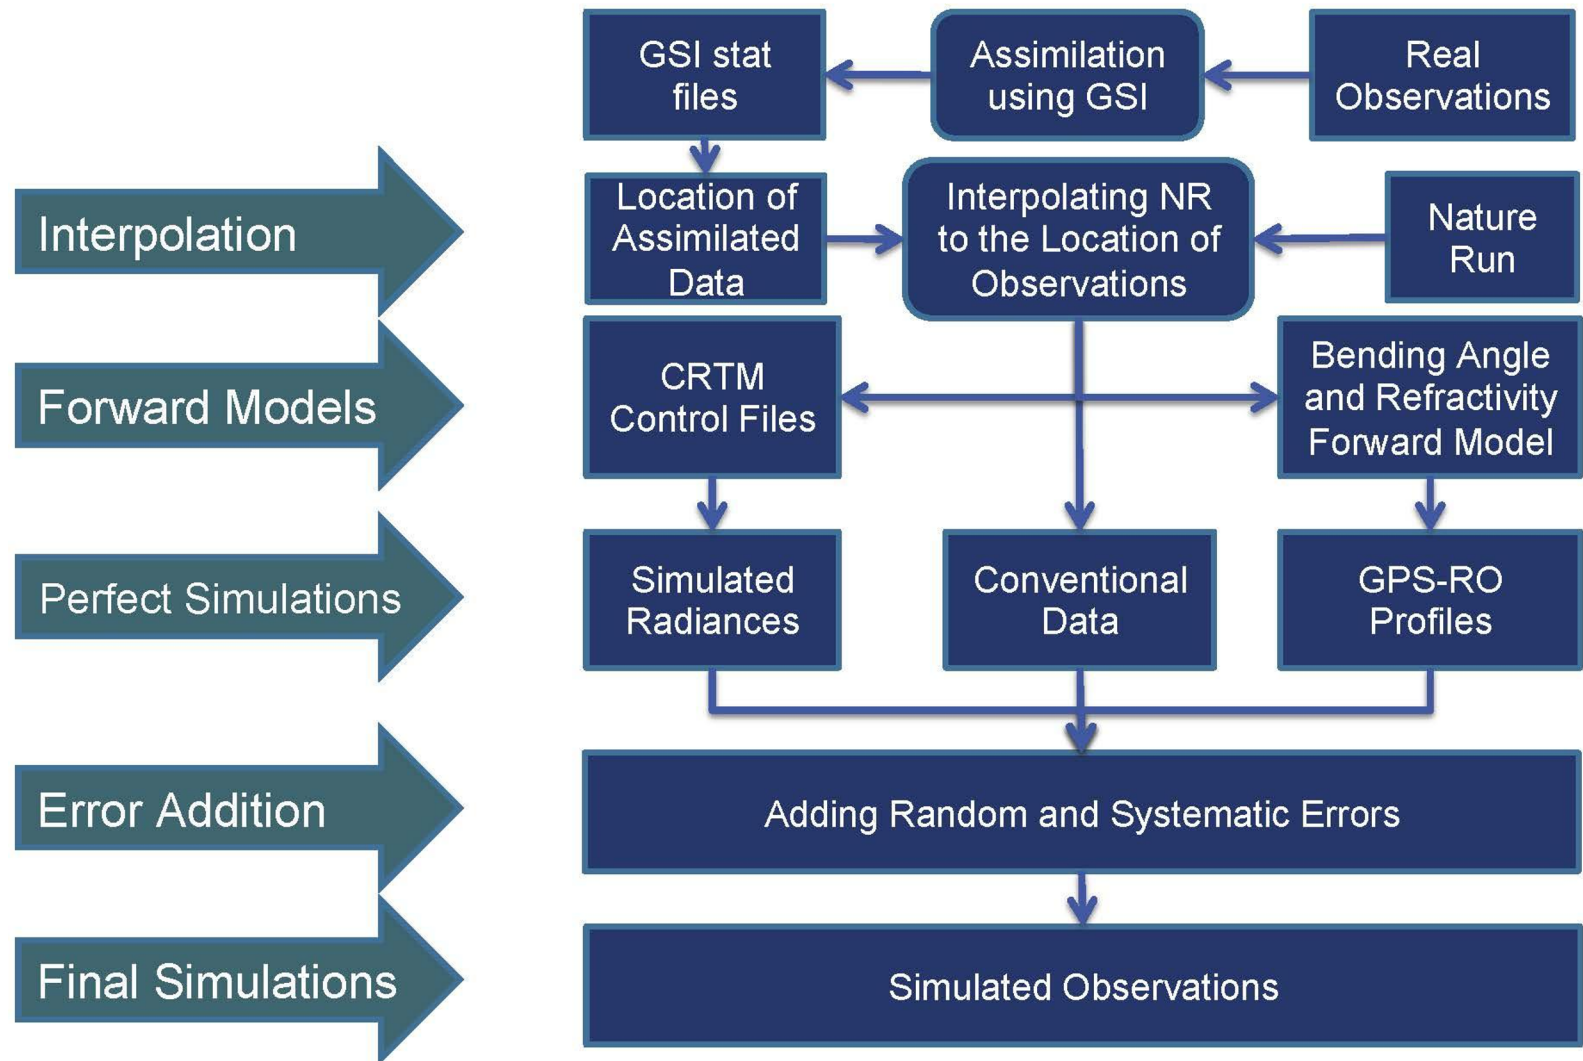 GSI stat
files
Assimilation
using GSI
Real
Observations
Interpolation
Location of
Assimilated
Data
Interpolating NR
to the Location of
Observations
Nature
Run
Forward Models
CRTM
Control Files
Bending Angle
and Refractivity
Forward Model
Perfect Simulations
Simulated
Radiances
Conventional
Data
GPS-RO
Profiles
Error Addition
Adding Random and Systematic Errors
Final Simulations
Simulated Observations